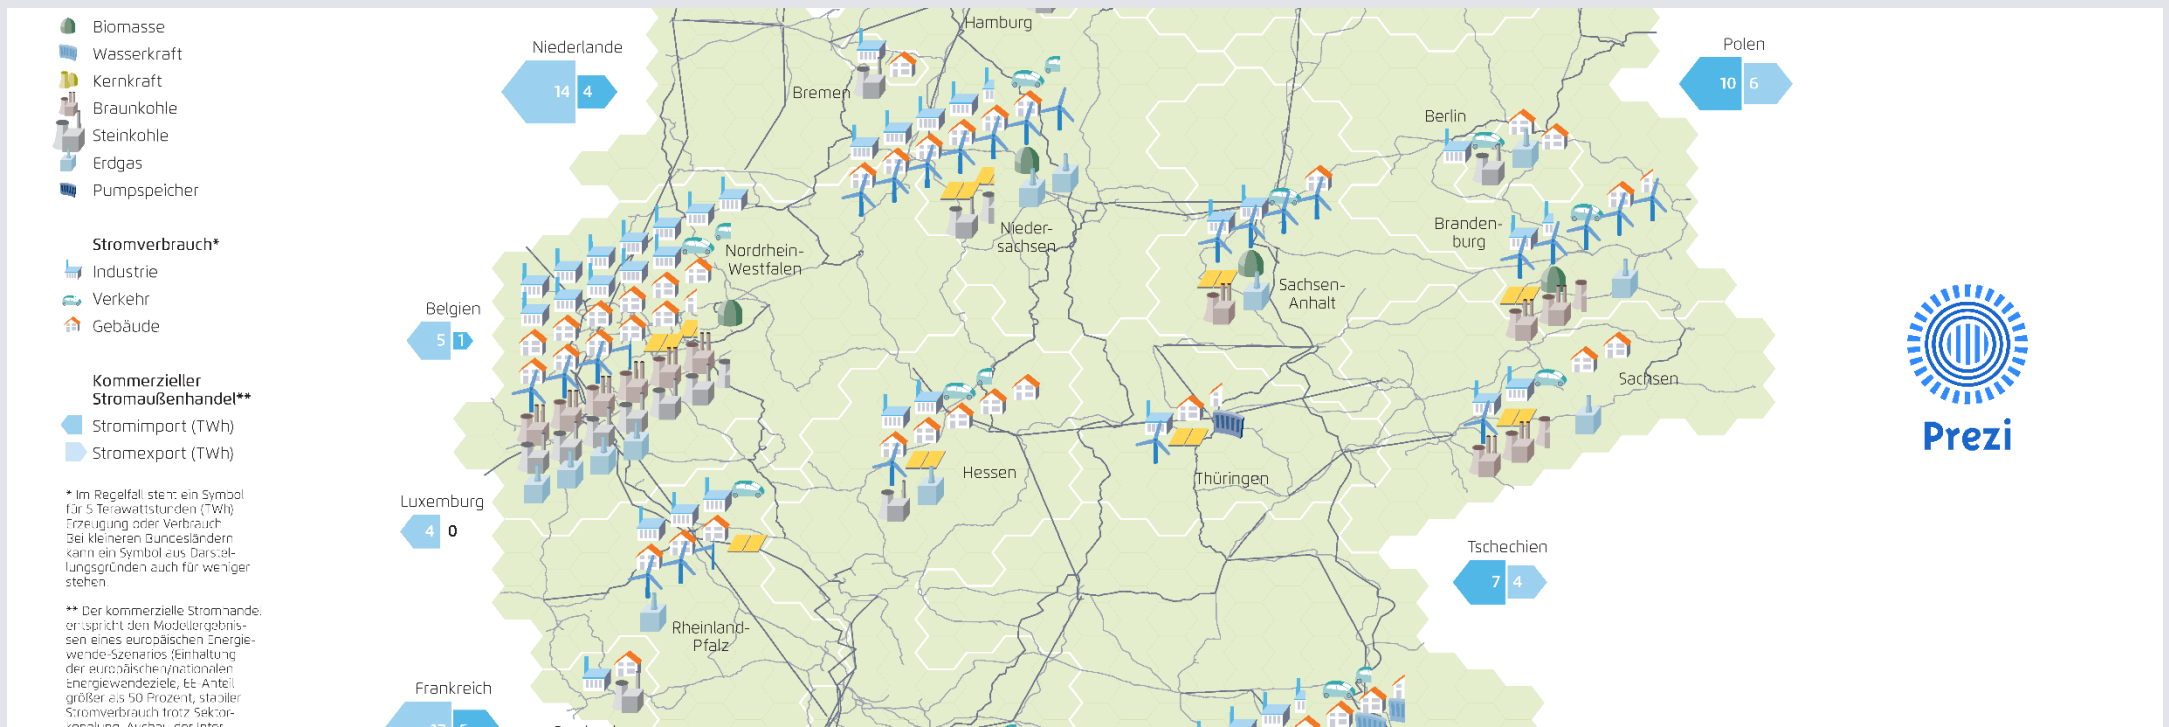 Biomasse
Wasserkraft
Kernkraft
Braunkohle
Steinkohle
Erdgas
Pumpspeicher
Stromverbrauch*
Industrie
Verkehr
Gebäude
Kommerzieller
Stromaußenhandel**
Stromimport (TWh)
Stromexport (TWh)
* Im Regelfall steht ein Symbol
für 5 Terawattstunden (TWh)
Erzeugung oder Verbrauch
Bei kleineren Bundesländern
kann ein Symbol aus Darstel-
lungsgründen auch für weniger
stehen.
** Der kommerzielle Stromhandel
entspricht den Modellergebnis-
sen eines europäischen Energie-
wende-Szenarios (Einhaltung
der europäischen/nationalen
Energiewendeziele, EE-Anteil
größer als 50 Prozent, stabiler
Stromverbrauch trotz Sektor-
Niederlande
14 4
Belgien
5 1
Luxemburg
4 0
Frankreich
Hamburg
Bremen
Nieder-
sachsen
Nordrhein-
Westfalen
Hessen
Rheinland-
Pfalz
Berlin
Branden-
burg
Sachsen-
Anhalt
Sachsen
Thüringen
Polen
10 6
Tschechien
7 4
Prezi